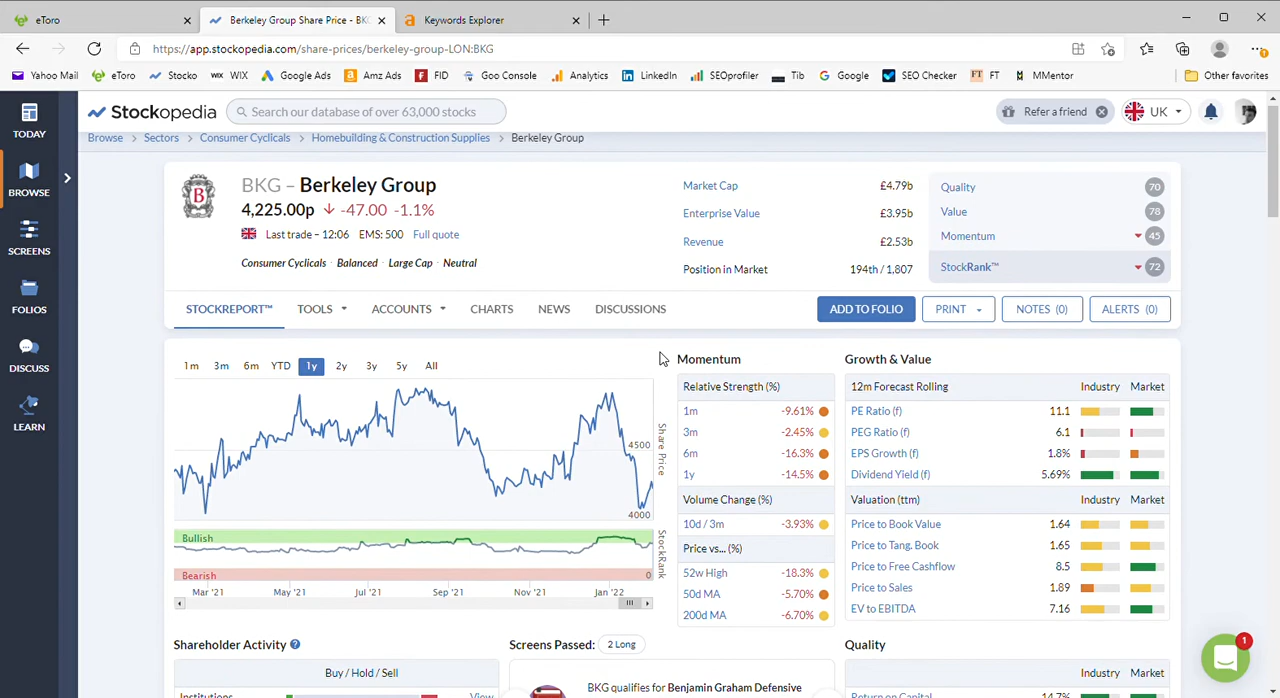 eToro
Berkeley Group Share Price - BKG
Keywords Explorer
https://app.stockopedia.com/share-prices/berkeley-group-LON:BKG
Yahoo Mail eToro Stocko WIX WIX Google Ads Amz Ads FID Goo Console Analytics LinkedIn SEOprofiler Tib Google SEO Checker FT FT MMentor Other favorites
Stockopedia
Search our database of over 63,000 stocks
Refer a friend
UK
TODAY
BROWSE
SCREENS
FOLIOS
DISCUSS
LEARN
Browse > Sectors > Consumer Cyclicals > Homebuilding & Construction Supplies > Berkeley Group
B
BKG – Berkeley Group
4,225.00p ↓ -47.00 -1.1%
Last trade – 12:06 EMS: 500 Full quote
Consumer Cyclicals · Balanced · Large Cap · Neutral
Market Cap £4.79b
Enterprise Value £3.95b
Revenue £2.53b
Position in Market 194th / 1,807
Quality 70
Value 78
Momentum 45
StockRank™ 72
STOCKREPORT™ TOOLS ACCOUNTS CHARTS NEWS DISCUSSIONS
ADD TO FOLIO PRINT NOTES (0) ALERTS (0)
1m 3m 6m YTD 1y 2y 3y 5y All
4500
4000
Share Price
Bullish
Bearish
0
StockRank
Mar '21 May '21 Jul '21 Sep '21 Nov '21 Jan '22
Momentum
Relative Strength (%)
1m -9.61%
3m -2.45%
6m -16.3%
1y -14.5%
Volume Change (%)
10d / 3m -3.93%
Price vs... (%)
52w High -18.3%
50d MA -5.70%
200d MA -6.70%
Growth & Value
12m Forecast Rolling Industry Market
PE Ratio (f) 11.1
PEG Ratio (f) 6.1
EPS Growth (f) 1.8%
Dividend Yield (f) 5.69%
Valuation (ttm) Industry Market
Price to Book Value 1.64
Price to Tang. Book 1.65
Price to Free Cashflow 8.5
Price to Sales 1.89
EV to EBITDA 7.16
Shareholder Activity ?
Buy / Hold / Sell
Institutions View
Screens Passed: 2 Long
BKG qualifies for Benjamin Graham Defensive
Quality
Industry Market
Return on Capital 14.7%
1